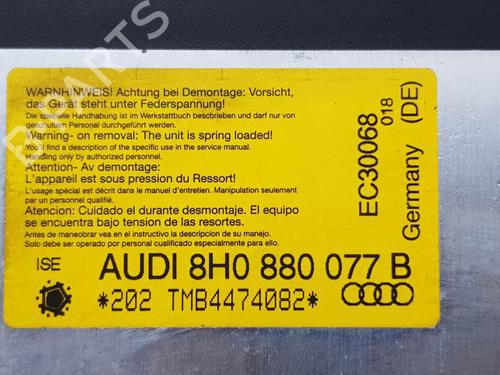 WARNHINWEIS! Achtung bei Demontage: Vorsicht,
das Gerät steht unter Federspannung!
Die spezielle Handhabung ist im Werkstattbuch beschrieben und darf nur von
geschultem Personal durchgeführt werden.
Warning- on removal: The unit is spring loaded!
You'll find a description of the specific use in the service manual.
Handling only by authorized personnel.
Attention- Av demontage:
L'appareil est sous pression du Ressort!
L'usage spécial est décrit dans le manuel d'entretien. Manipulation seulement
par un personnel qualifié.
Atencion: Cuidado el durante desmontaje. El equipo
se encuentra bajo tension de las resortes.
Antes de maneobrar vea en el instructivo la descripcion de su manejo.
Solo debe ser operado por personal cualificado especialmente para ello.
ISE
AUDI 8H0 880 077 B
*202 TMB4474082*
EC30068
018
Germany (DE)
PARTS